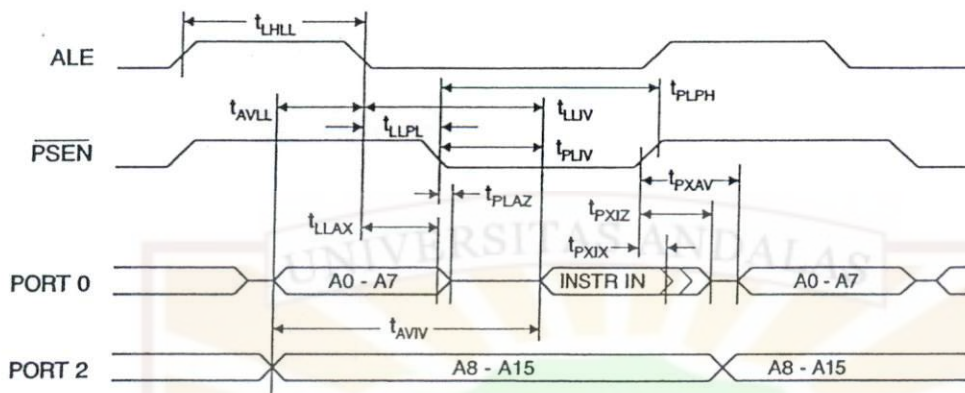 tLHLL
ALE
tAVLL
tLLIV
tPLPH
tLLPL
PSEN
tPLIV
tPLAZ
tPXAV
tLLAX
tPXIZ
tPXIX
UNIVERSITAS ANDALAS
PORT 0
A0 - A7
INSTR IN
A0 - A7
tAVIV
PORT 2
A8 - A15
A8 - A15